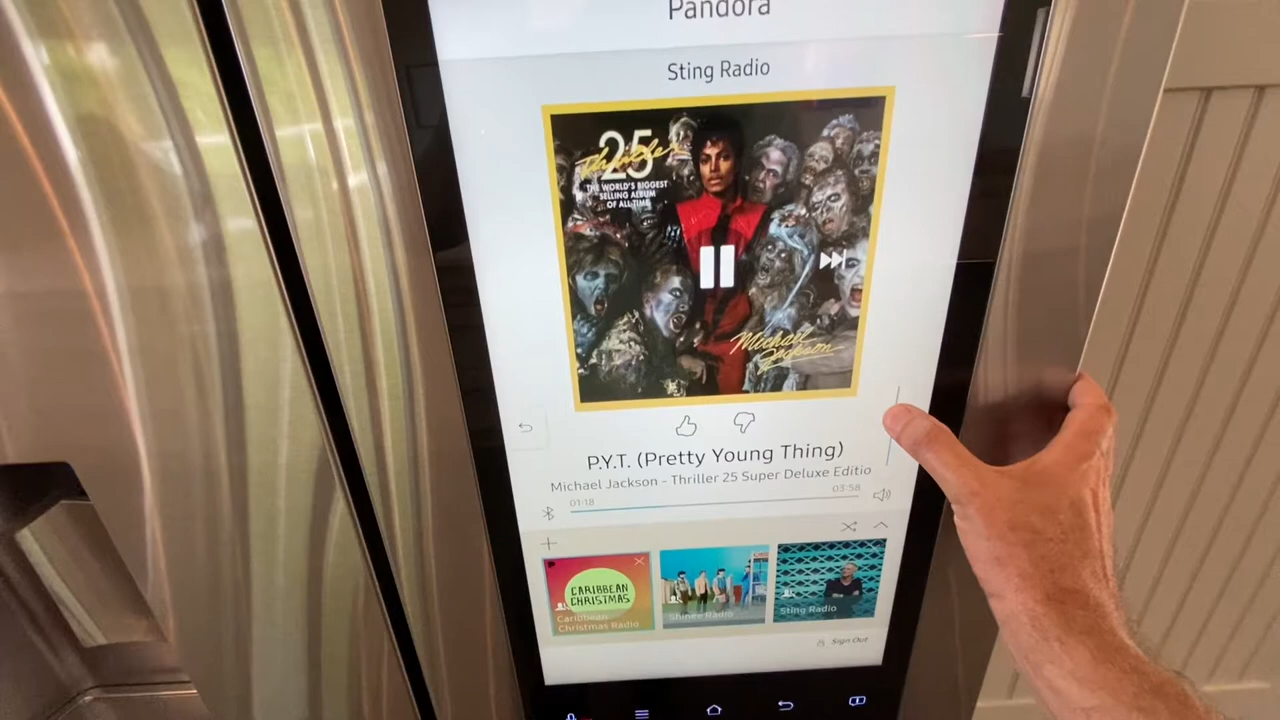 Pandora
Sting Radio
25
Thriller
THE WORLD'S BIGGEST
SELLING ALBUM
OF ALL TIME
Michael
Jackson
P.Y.T. (Pretty Young Thing)
Michael Jackson - Thriller 25 Super Deluxe Editio
01:18
03:58
CARIBBEAN
CHRISTMAS
Caribbean
Christmas Radio
Shinee Radio
Sting Radio
Sign Out